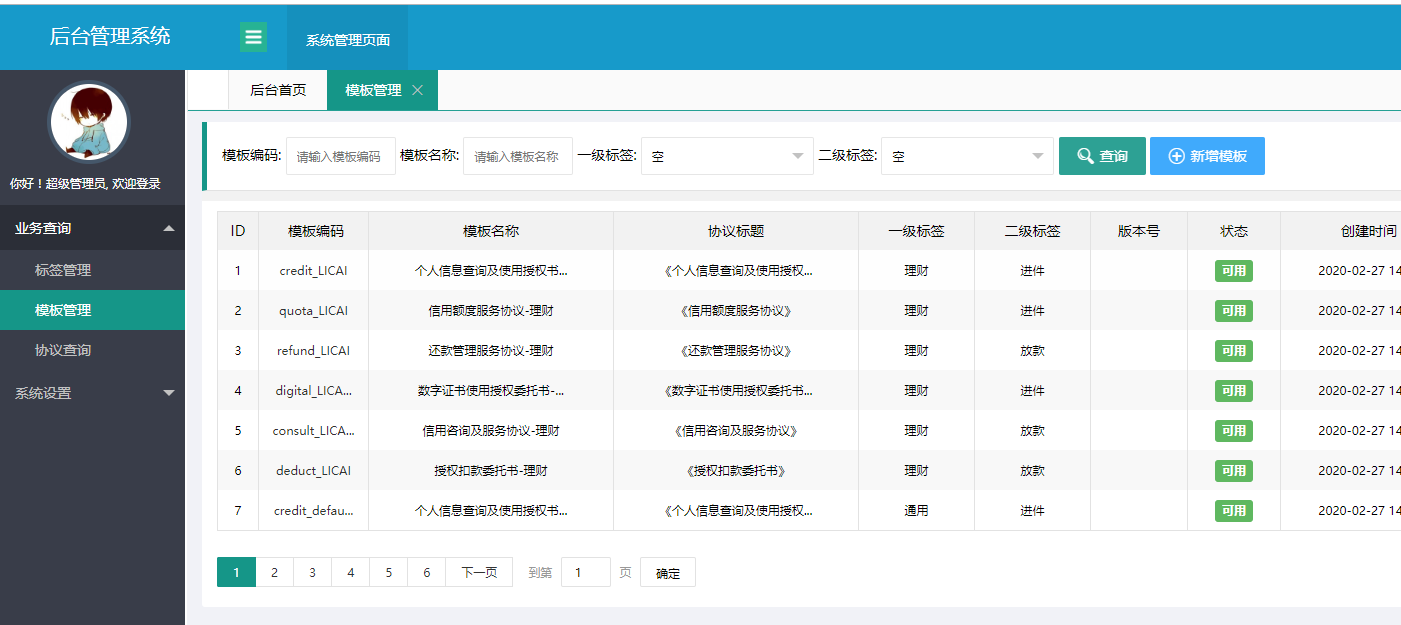 后台管理系统
系统管理页面
后台首页 模板管理
你好！超级管理员, 欢迎登录
业务查询
标签管理
模板管理
协议查询
系统设置
模板编码: 请输入模板编码 模板名称: 请输入模板名称 一级标签: 空 二级标签: 空 查询 新增模板
ID 模板编码 模板名称 协议标题 一级标签 二级标签 版本号 状态 创建时间
1 credit_LICAI 个人信息查询及使用授权书... 《个人信息查询及使用授权... 理财 进件 可用 2020-02-27 14
2 quota_LICAI 信用额度服务协议-理财 《信用额度服务协议》 理财 进件 可用 2020-02-27 14
3 refund_LICAI 还款管理服务协议-理财 《还款管理服务协议》 理财 放款 可用 2020-02-27 14
4 digital_LICA... 数字证书使用授权委托书-... 《数字证书使用授权委托书... 理财 进件 可用 2020-02-27 14
5 consult_LICA... 信用咨询及服务协议-理财 《信用咨询及服务协议》 理财 放款 可用 2020-02-27 14
6 deduct_LICAI 授权扣款委托书-理财 《授权扣款委托书》 理财 放款 可用 2020-02-27 14
7 credit_defau... 个人信息查询及使用授权书... 《个人信息查询及使用授权... 通用 进件 可用 2020-02-27 14
1 2 3 4 5 6 下一页 到第 1 页 确定